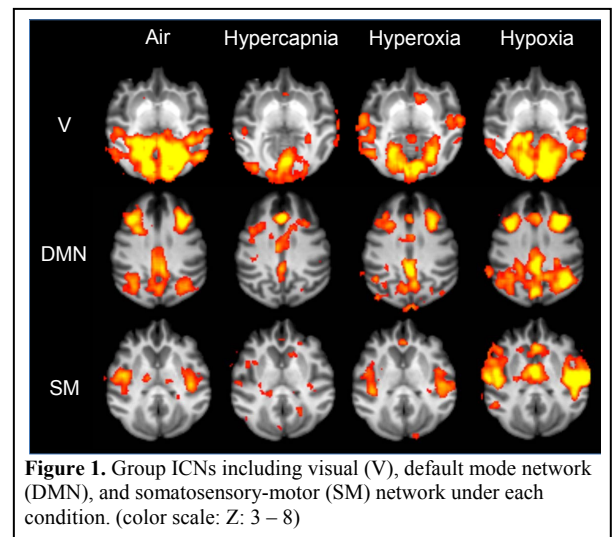 Air Hypercapnia Hyperoxia Hypoxia
V
DMN
SM
Figure 1. Group ICNs including visual (V), default mode network
(DMN), and somatosensory-motor (SM) network under each
condition. (color scale: Z: 3 – 8)